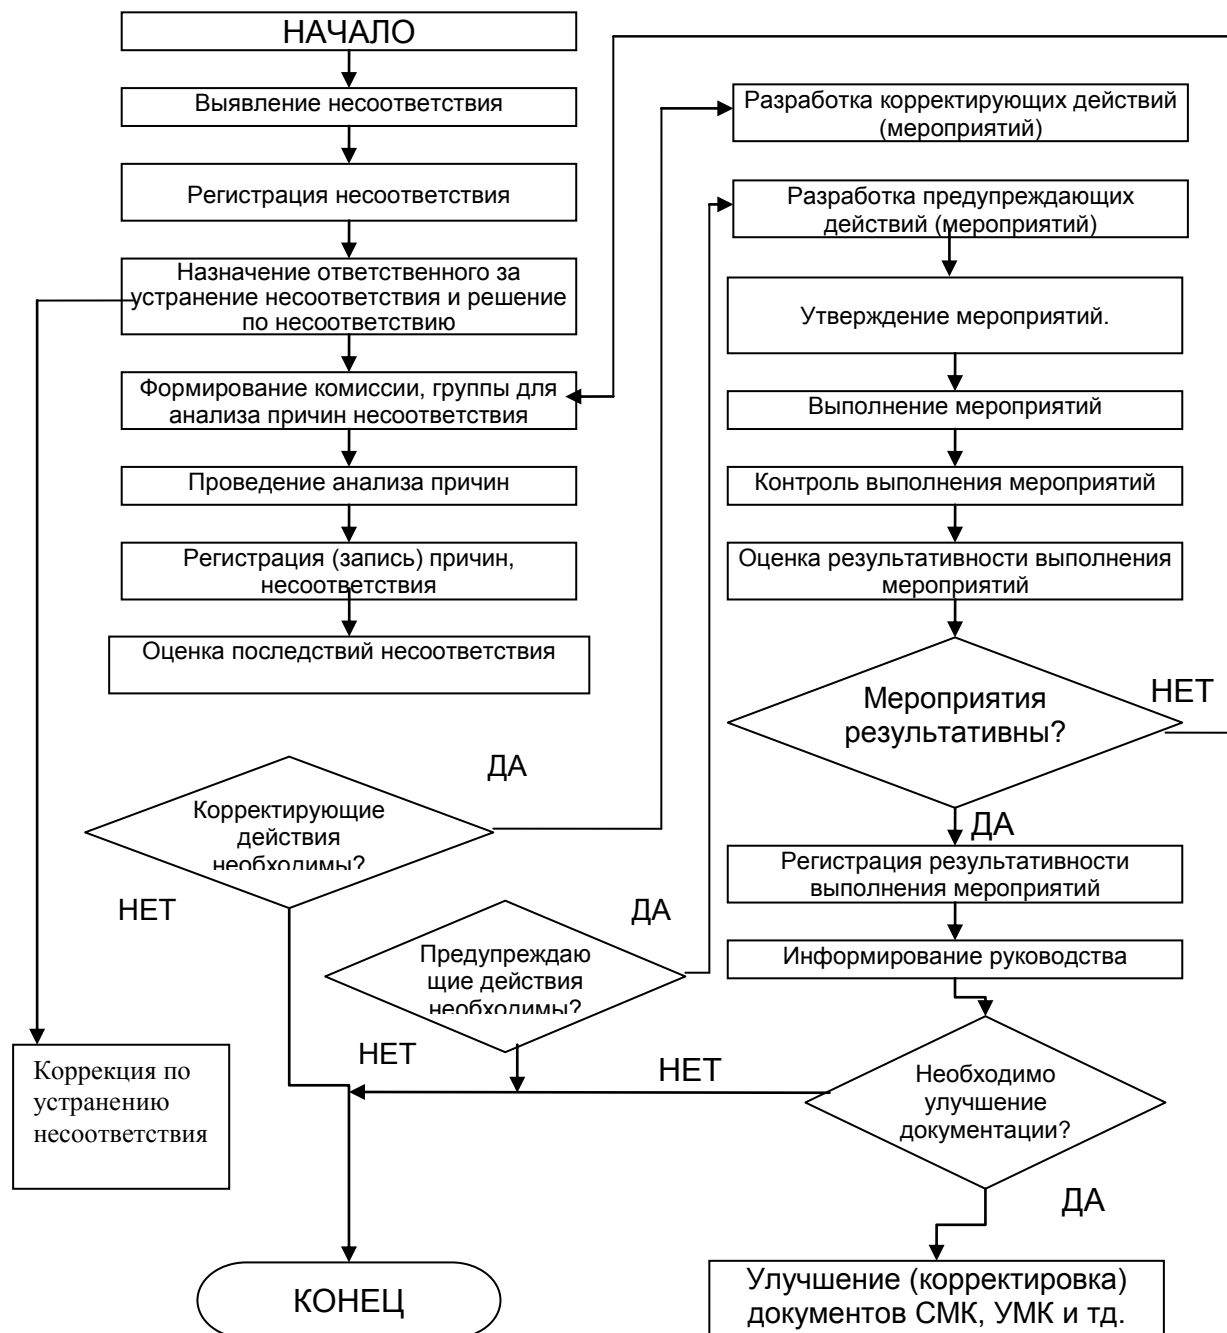 НАЧАЛО
Выявление несоответствия
Регистрация несоответствия
Назначение ответственного за
устранение несоответствия и решение
по несоответствию
Формирование комиссии, группы для
анализа причин несоответствия
Проведение анализа причин
Регистрация (запись) причин,
несоответствия
Оценка последствий несоответствия
ДА
Корректирующие
действия
необходимы?
НЕТ
ДА
Предупреждаю
щие действия
необходимы?
НЕТ
Коррекция по
устранению
несоответствия
КОНЕЦ
Разработка корректирующих действий
(мероприятий)
Разработка предупреждающих
действий (мероприятий)
Утверждение мероприятий.
Выполнение мероприятий
Контроль выполнения мероприятий
Оценка результативности выполнения
мероприятий
Мероприятия
результативны?
НЕТ
ДА
Регистрация результативности
выполнения мероприятий
Информирование руководства
НЕТ
Необходимо
улучшение
документации?
ДА
Улучшение (корректировка)
документов СМК, УМК и тд.